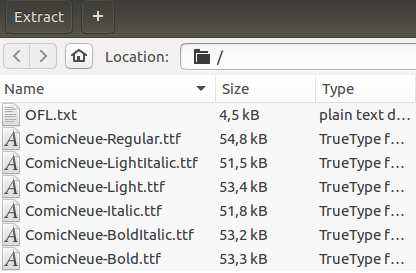 Extract +
Location: /
Name Size Type
OFL.txt 4,5 kB plain text d…
ComicNeue-Regular.ttf 54,8 kB TrueType f…
ComicNeue-LightItalic.ttf 51,5 kB TrueType f…
ComicNeue-Light.ttf 53,4 kB TrueType f…
ComicNeue-Italic.ttf 51,8 kB TrueType f…
ComicNeue-BoldItalic.ttf 53,2 kB TrueType f…
ComicNeue-Bold.ttf 53,3 kB TrueType f…